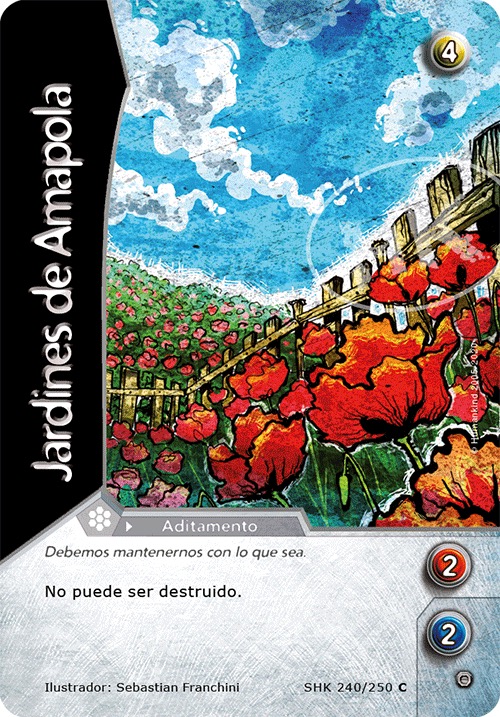 4
Jardines de Amapola
Aditamento
Debemos mantenernos con lo que sea.
No puede ser destruido.
2
2
Ilustrador: Sebastian Franchini
SHK 240/250 C